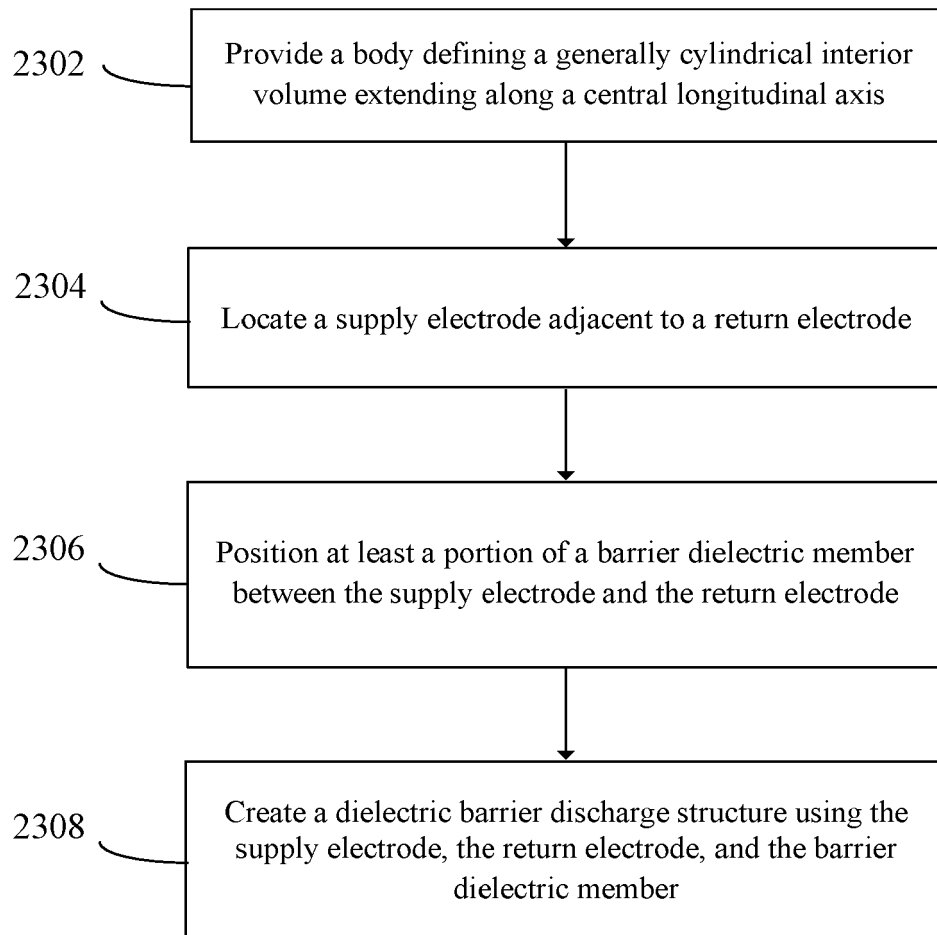 2302
Provide a body defining a generally cylindrical interior
volume extending along a central longitudinal axis
2304
Locate a supply electrode adjacent to a return electrode
2306
Position at least a portion of a barrier dielectric member
between the supply electrode and the return electrode
2308
Create a dielectric barrier discharge structure using the
supply electrode, the return electrode, and the barrier
dielectric member